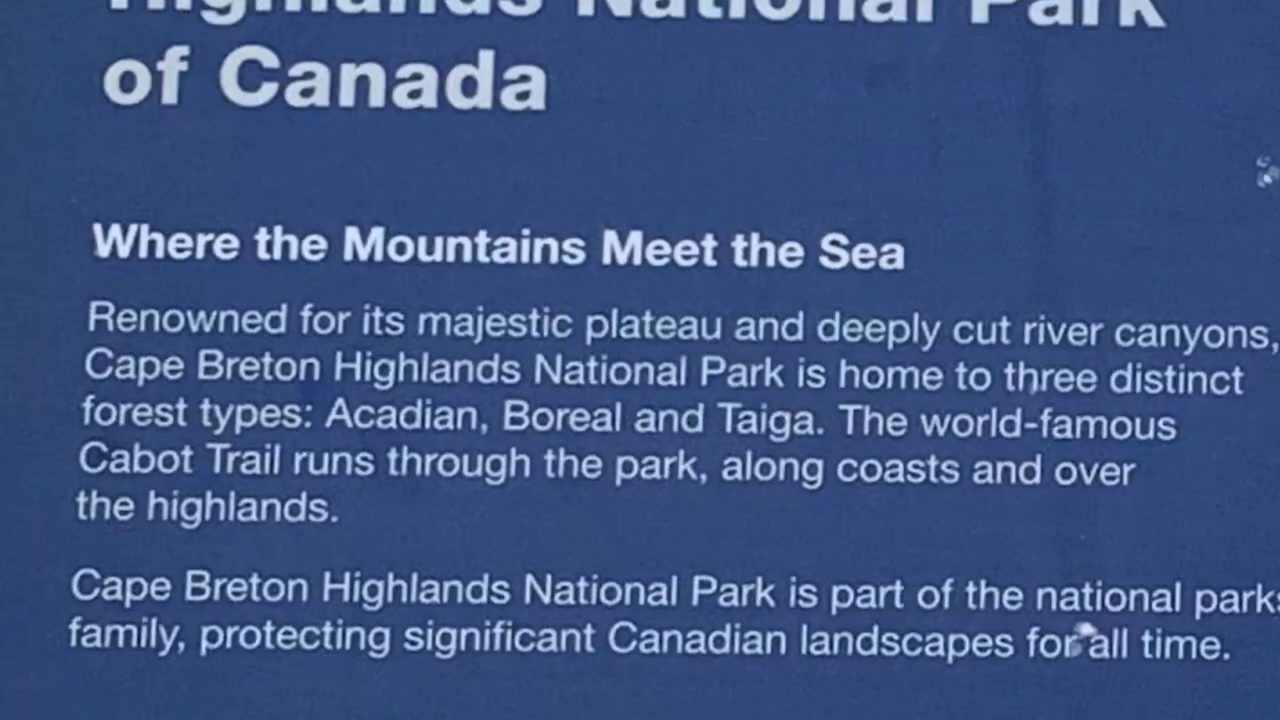 Highlands National Park
of Canada
Where the Mountains Meet the Sea
Renowned for its majestic plateau and deeply cut river canyons,
Cape Breton Highlands National Park is home to three distinct
forest types: Acadian, Boreal and Taiga. The world-famous
Cabot Trail runs through the park, along coasts and over
the highlands.
Cape Breton Highlands National Park is part of the national parks
family, protecting significant Canadian landscapes for all time.